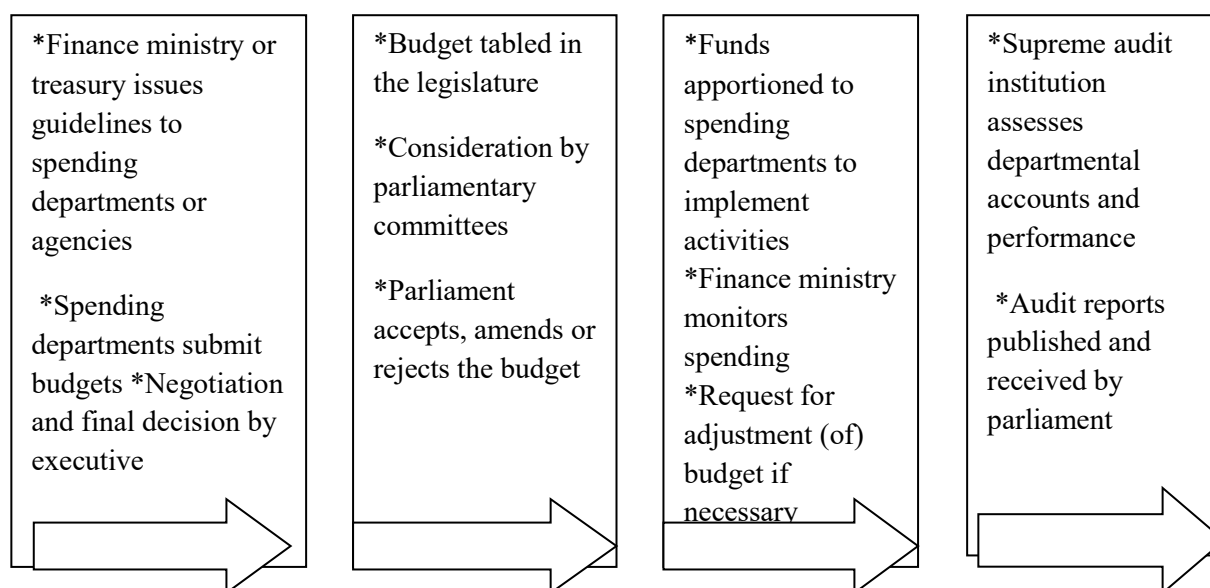 *Finance ministry or
treasury issues
guidelines to
spending
departments or
agencies
*Spending
departments submit
budgets *Negotiation
and final decision by
executive
*Budget tabled in
the legislature
*Consideration by
parliamentary
committees
*Parliament
accepts, amends or
rejects the budget
*Funds
apportioned to
spending
departments to
implement
activities
*Finance ministry
monitors
spending
*Request for
adjustment (of)
budget if
necessary
*Supreme audit
institution
assesses
departmental
accounts and
performance
*Audit reports
published and
received by
parliament